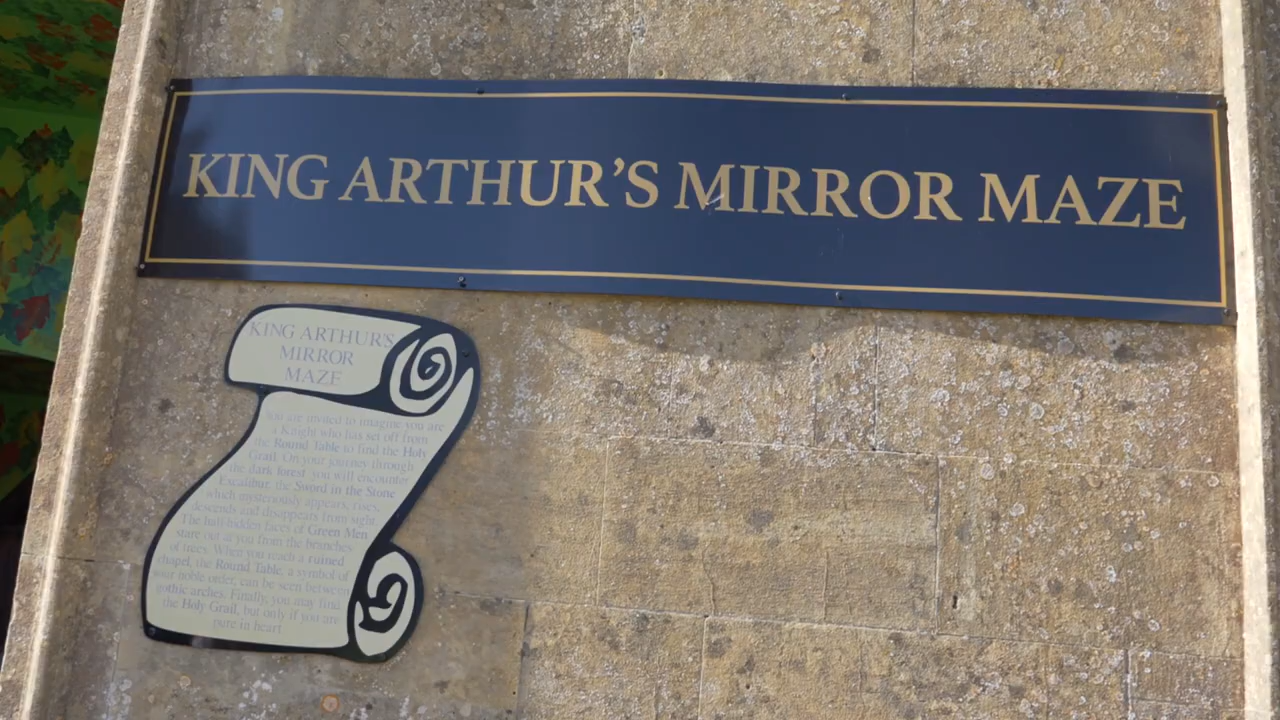 KING ARTHUR'S MIRROR MAZE
KING ARTHUR'S
MIRROR
MAZE
You are invited to imagine you are
a Knight who has set off from
the Round Table to find the Holy
Grail. On your journey through
the dark forest you will encounter
Excalibur, the Sword in the Stone
which mysteriously appears, rises,
descends and disappears from sight.
The half-hidden faces of Green Men
stare out at you from the branches
of trees. When you reach a ruined
chapel, the Round Table, a symbol of
your noble order, can be seen between
gothic arches. Finally, you may find
the Holy Grail, but only if you are
pure in heart